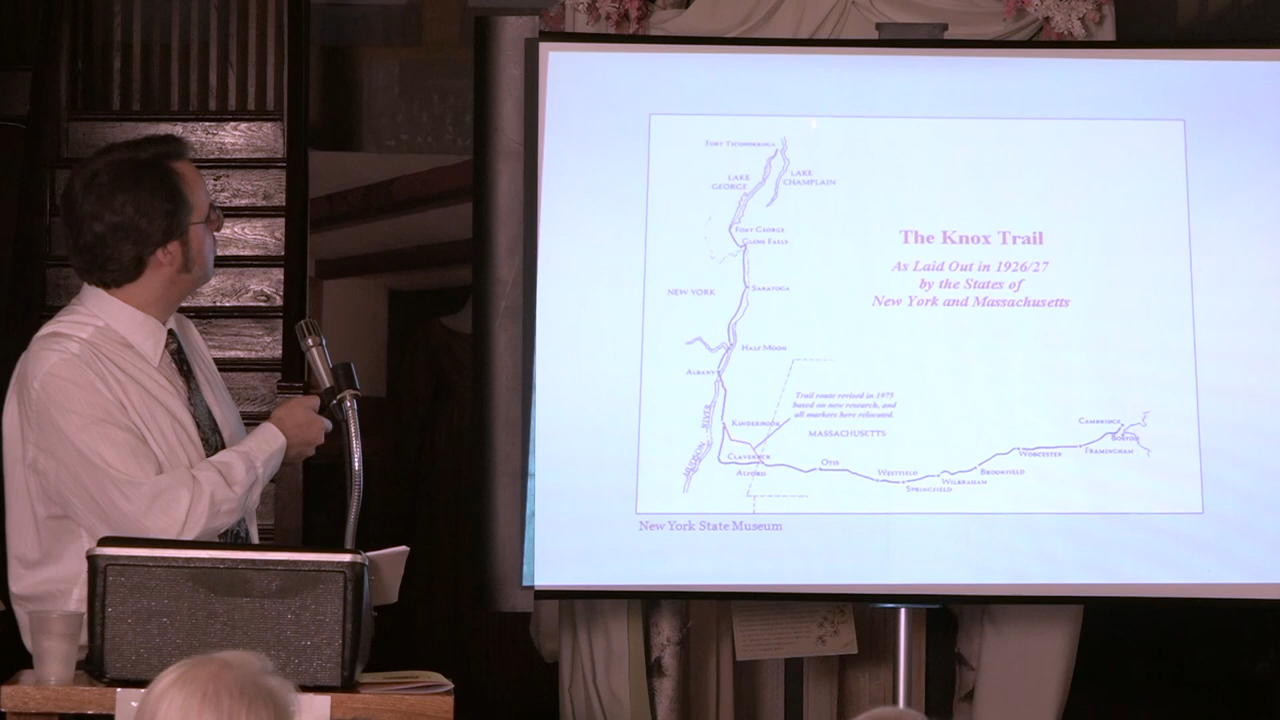 FORT TICONDEROGA
LAKE
GEORGE
LAKE
CHAMPLAIN
FORT GEORGE
GLENS FALLS
The Knox Trail
As Laid Out in 1926/27
by the States of
New York and Massachusetts
NEW YORK
SARATOGA
HALF MOON
ALBANY
Trail route revised in 1975
based on new research, and
all markers here relocated.
HUDSON RIVER
KINDERHOOK
MASSACHUSETTS
CLAVERACK
ALFORD
OTIS
WESTFIELD
SPRINGFIELD
WILBRAHAM
BROOKFIELD
WORCESTER
FRAMINGHAM
CAMBRIDGE
BOSTON
New York State Museum